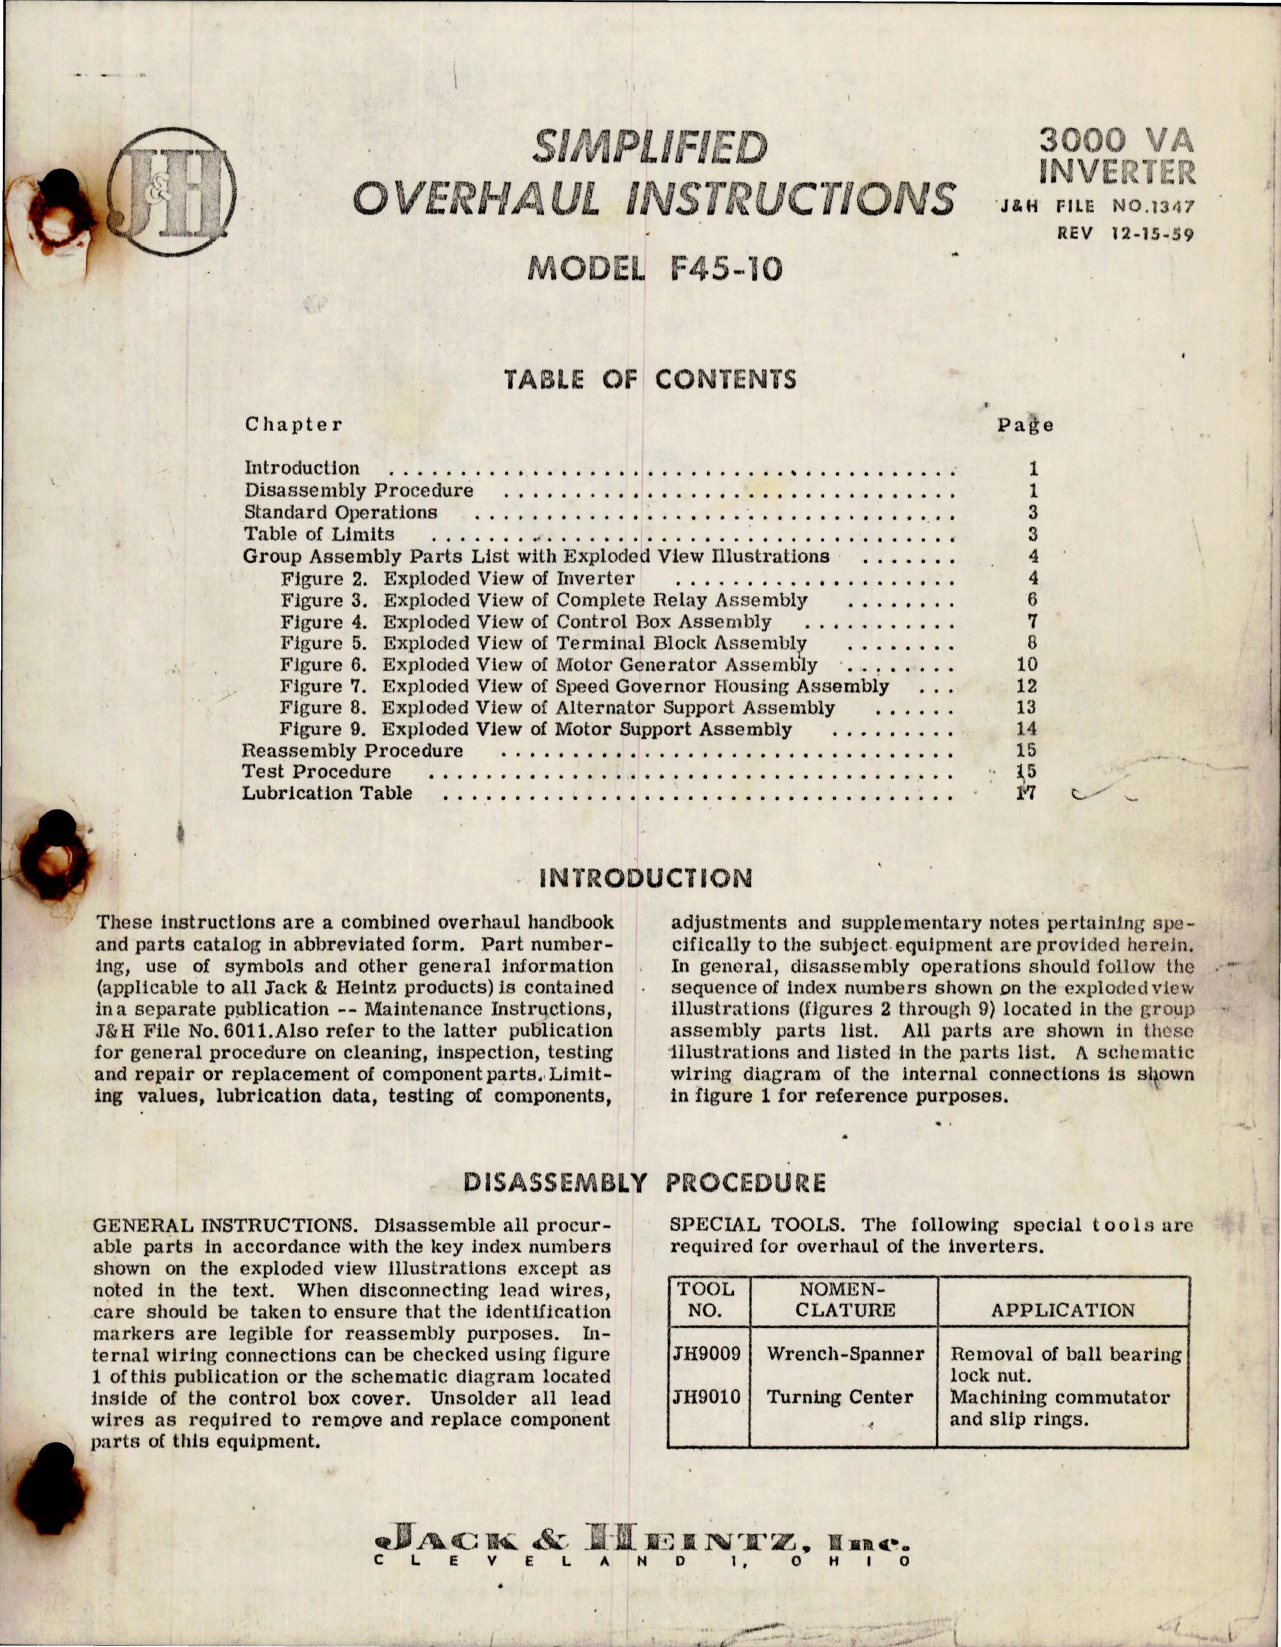 J&H
SIMPLIFIED
OVERHAUL INSTRUCTIONS
MODEL F45-10
3000 VA
INVERTER
J&H FILE NO.1347
REV 12-15-59
TABLE OF CONTENTS
Chapter Page
Introduction ........................................ 1
Disassembly Procedure ................................ 1
Standard Operations .................................. 3
Table of Limits ..................................... 3
Group Assembly Parts List with Exploded View Illustrations ....... 4
Figure 2. Exploded View of Inverter .................... 4
Figure 3. Exploded View of Complete Relay Assembly ........ 6
Figure 4. Exploded View of Control Box Assembly ........... 7
Figure 5. Exploded View of Terminal Block Assembly ........ 8
Figure 6. Exploded View of Motor Generator Assembly ........ 10
Figure 7. Exploded View of Speed Governor Housing Assembly ... 12
Figure 8. Exploded View of Alternator Support Assembly ...... 13
Figure 9. Exploded View of Motor Support Assembly ......... 14
Reassembly Procedure ................................ 15
Test Procedure ..................................... 15
Lubrication Table .................................... 17
INTRODUCTION
These instructions are a combined overhaul handbook
and parts catalog in abbreviated form. Part number-
ing, use of symbols and other general information
(applicable to all Jack & Heintz products) is contained
in a separate publication -- Maintenance Instructions,
J&H File No. 6011. Also refer to the latter publication
for general procedure on cleaning, inspection, testing
and repair or replacement of component parts. Limit-
ing values, lubrication data, testing of components,
adjustments and supplementary notes pertaining spe-
cifically to the subject equipment are provided herein.
In general, disassembly operations should follow the
sequence of index numbers shown on the exploded view
illustrations (figures 2 through 9) located in the group
assembly parts list. All parts are shown in these
illustrations and listed in the parts list. A schematic
wiring diagram of the internal connections is shown
in figure 1 for reference purposes.
DISASSEMBLY PROCEDURE
GENERAL INSTRUCTIONS. Disassemble all procur-
able parts in accordance with the key index numbers
shown on the exploded view illustrations except as
noted in the text. When disconnecting lead wires,
care should be taken to ensure that the identification
markers are legible for reassembly purposes. In-
ternal wiring connections can be checked using figure
1 of this publication or the schematic diagram located
inside of the control box cover. Unsolder all lead
wires as required to remove and replace component
parts of this equipment.
SPECIAL TOOLS. The following special tools are
required for overhaul of the inverters.
TOOL NOMEN-
NO. CLATURE APPLICATION
JH9009 Wrench-Spanner Removal of ball bearing
lock nut.
JH9010 Turning Center Machining commutator
and slip rings.
JACK & HEINTZ, Inc.
CLEVELAND 1, OHIO